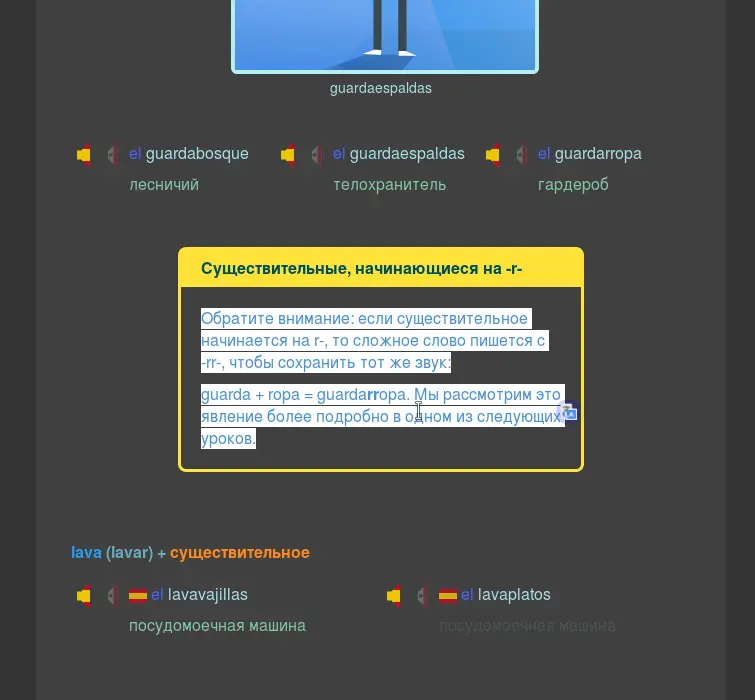 guardaespaldas
el guardabosque el guardaespaldas el guardarropa
лесничий телохранитель гардероб
Существительные, начинающиеся на -r-
Обратите внимание: если существительное
начинается на r-, то сложное слово пишется с
-rr-, чтобы сохранить тот же звук:
guarda + ropa = guardarropa. Мы рассмотрим это
явление более подробно в одном из следующих
уроков.
lava (lavar) + существительное
el lavavajillas el lavaplatos
посудомоечная машина посудомоечная машина